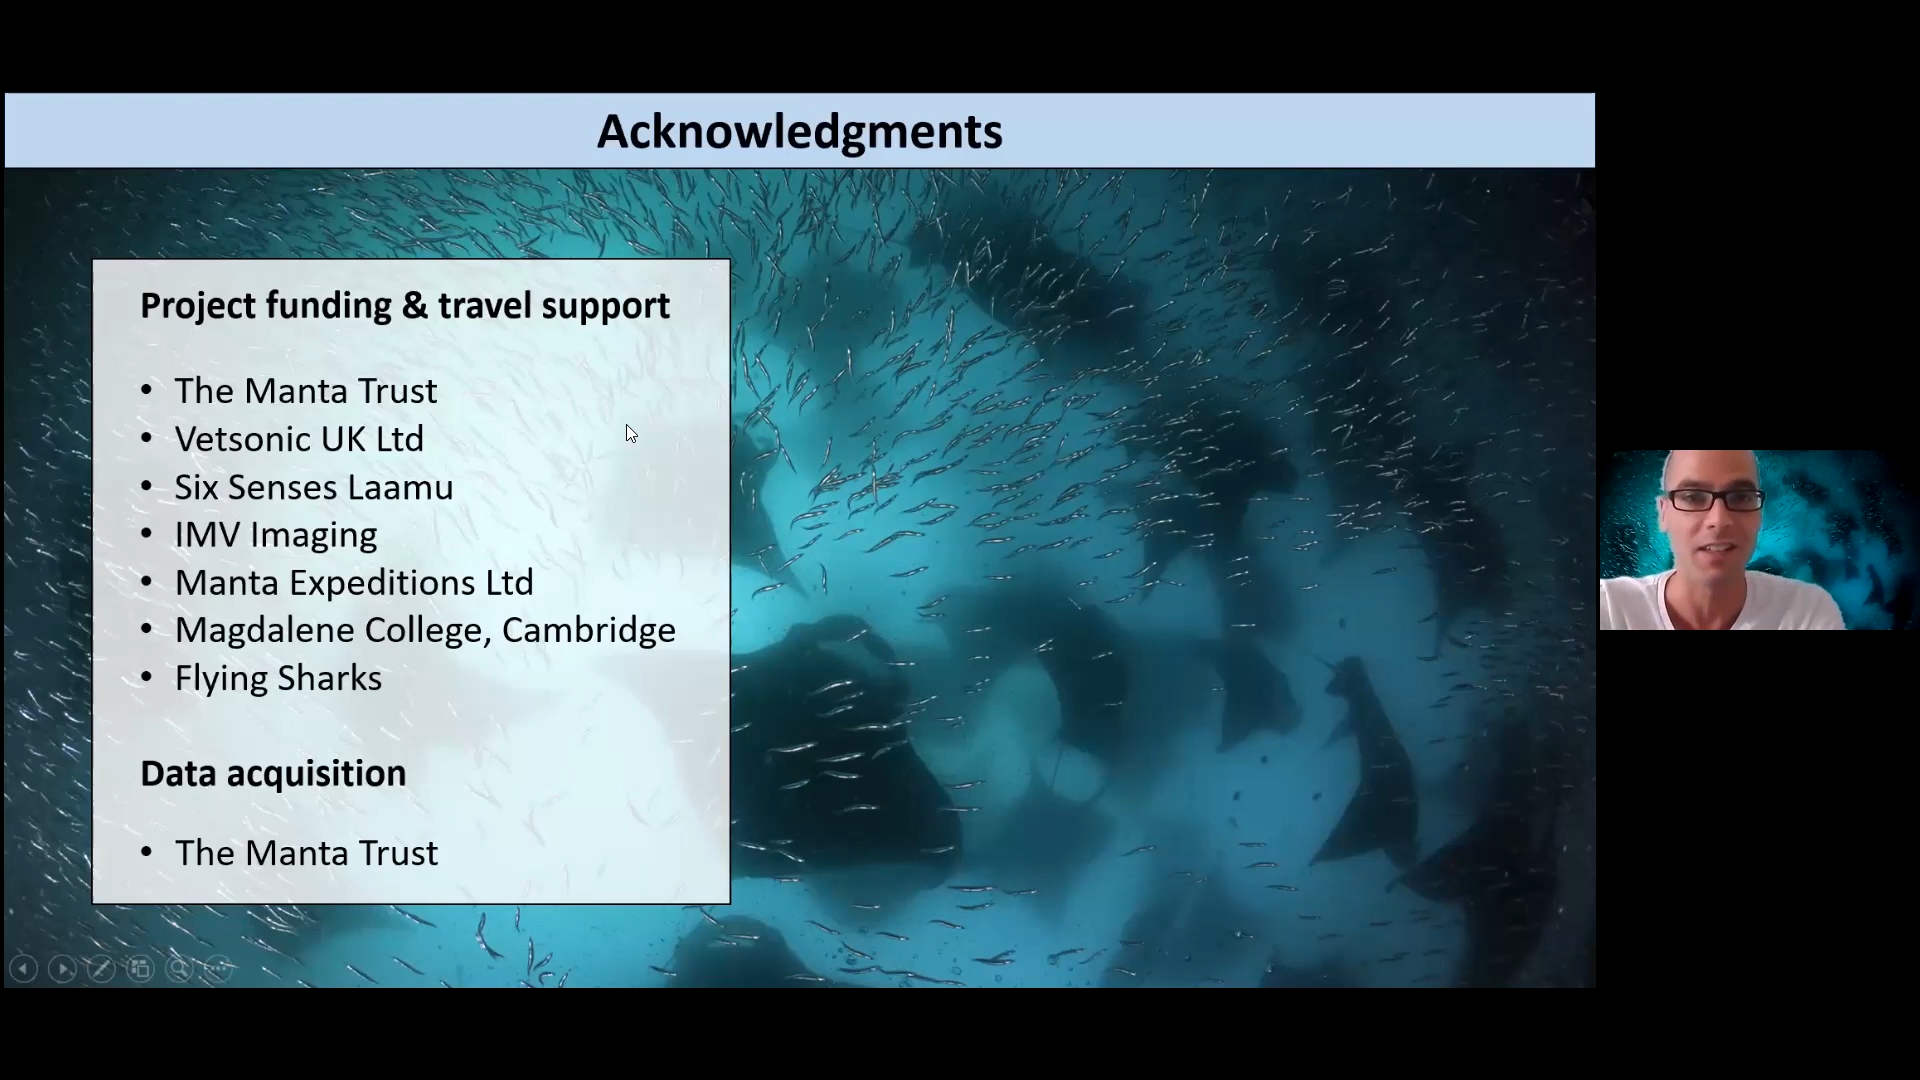 Acknowledgments
Project funding & travel support
• The Manta Trust
• Vetsonic UK Ltd
• Six Senses Laamu
• IMV Imaging
• Manta Expeditions Ltd
• Magdalene College, Cambridge
• Flying Sharks
Data acquisition
• The Manta Trust